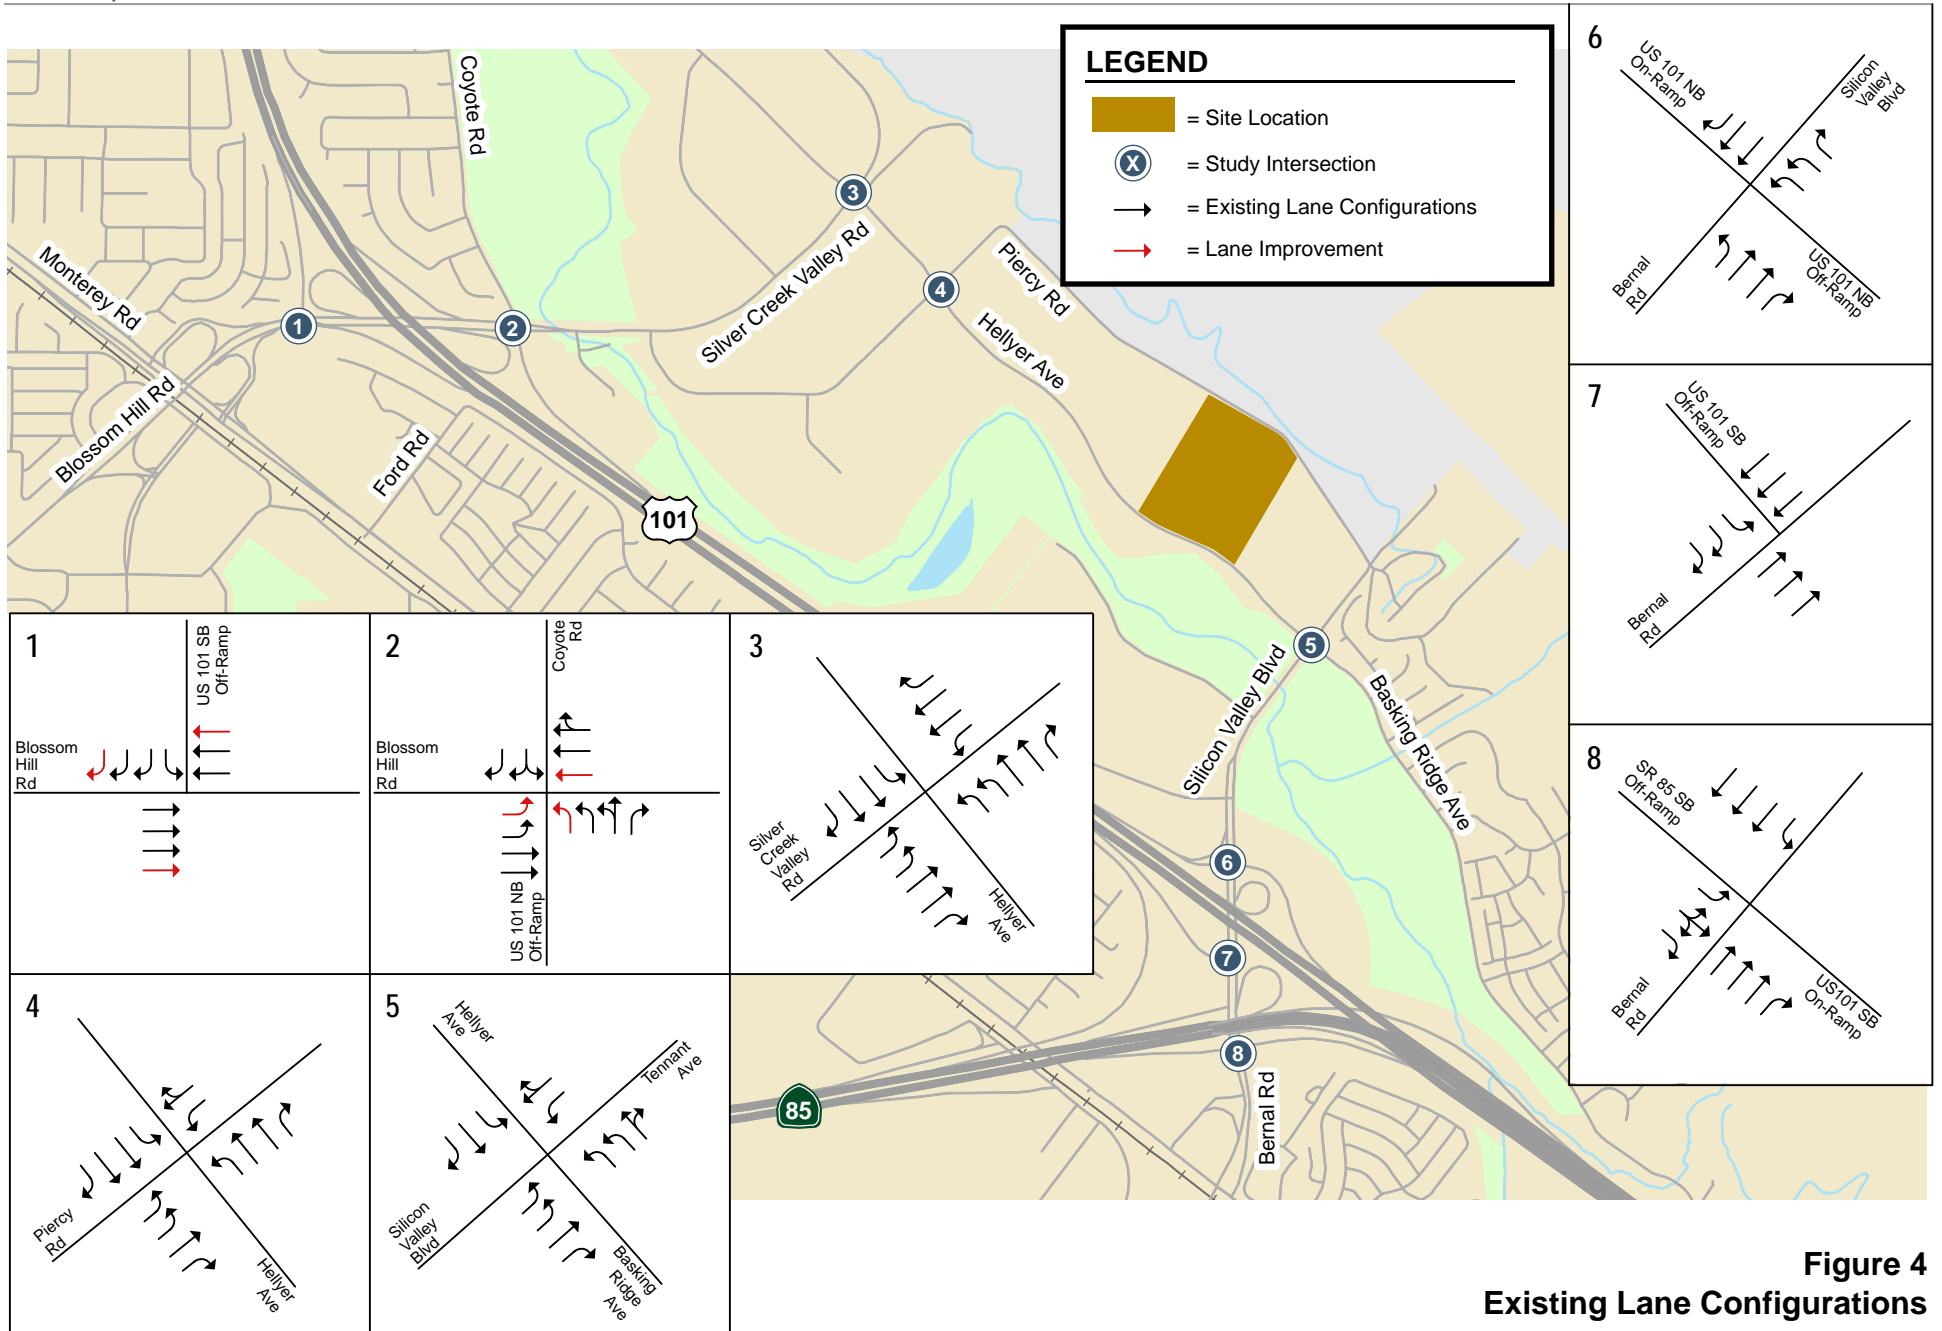 LEGEND
= Site Location
X
= Study Intersection
= Existing Lane Configurations
= Lane Improvement
Coyote Rd
Monterey Rd
Blossom Hill Rd
Ford Rd
Silver Creek Valley Rd
Piercy Rd
Hellyer Ave
Silicon Valley Blvd
Basking Ridge Ave
Bernal Rd
101
85
1
2
3
4
5
6
7
8
1
US 101 SB
Off-Ramp
Blossom
Hill
Rd
2
Coyote
Rd
Blossom
Hill
Rd
US 101 NB
Off-Ramp
3
Silver
Creek
Valley
Rd
Hellyer
Ave
4
Piercy
Rd
Hellyer
Ave
5
Hellyer
Ave
Tennant
Ave
Silicon
Valley
Blvd
Basking
Ridge
Ave
6
US 101 NB
On-Ramp
Silicon
Valley
Blvd
Bernal
Rd
US 101 NB
Off-Ramp
7
US 101 SB
Off-Ramp
Bernal
Rd
8
SR 85 SB
Off-Ramp
Bernal
Rd
US101 SB
On-Ramp
Figure 4
Existing Lane Configurations